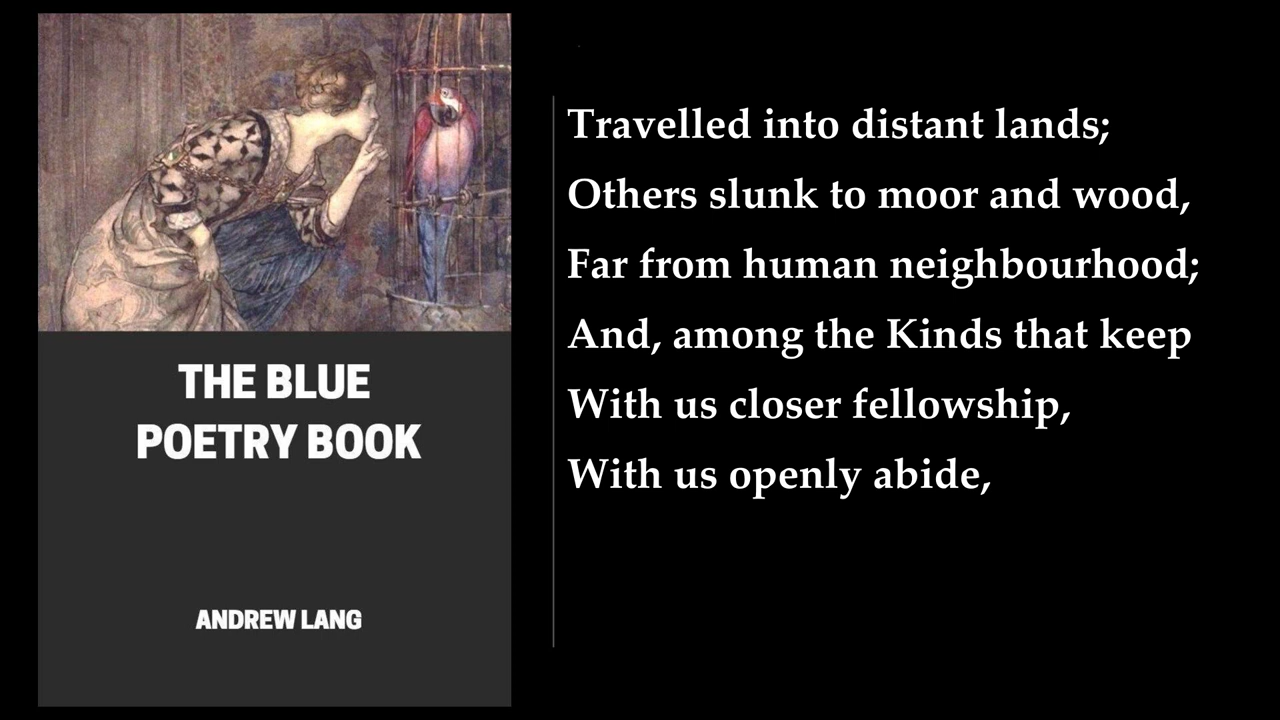 THE BLUE
POETRY BOOK
ANDREW LANG
Travelled into distant lands;
Others slunk to moor and wood,
Far from human neighbourhood;
And, among the Kinds that keep
With us closer fellowship,
With us openly abide,